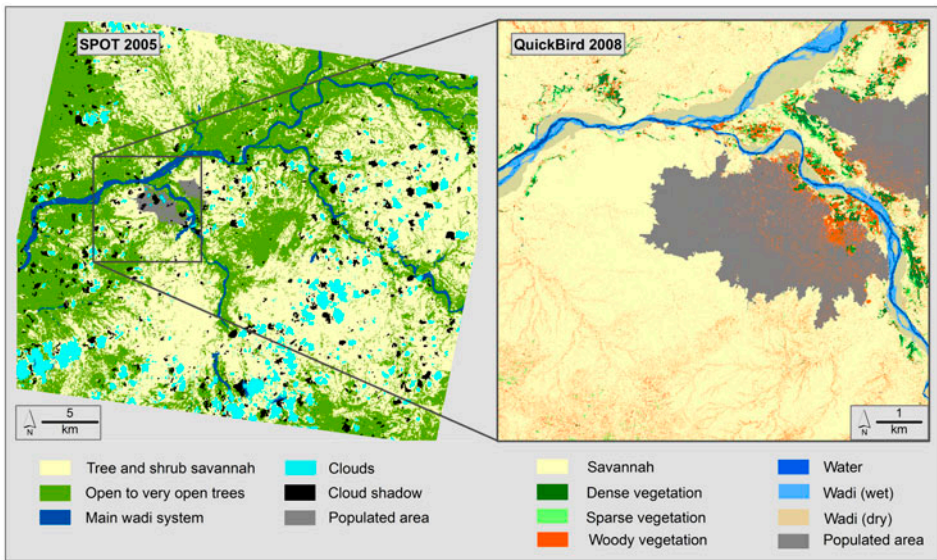 SPOT 2005
QuickBird 2008
N
5
km
N
1
km
Tree and shrub savannah
Open to very open trees
Main wadi system
Clouds
Cloud shadow
Populated area
Savannah
Dense vegetation
Sparse vegetation
Woody vegetation
Water
Wadi (wet)
Wadi (dry)
Populated area